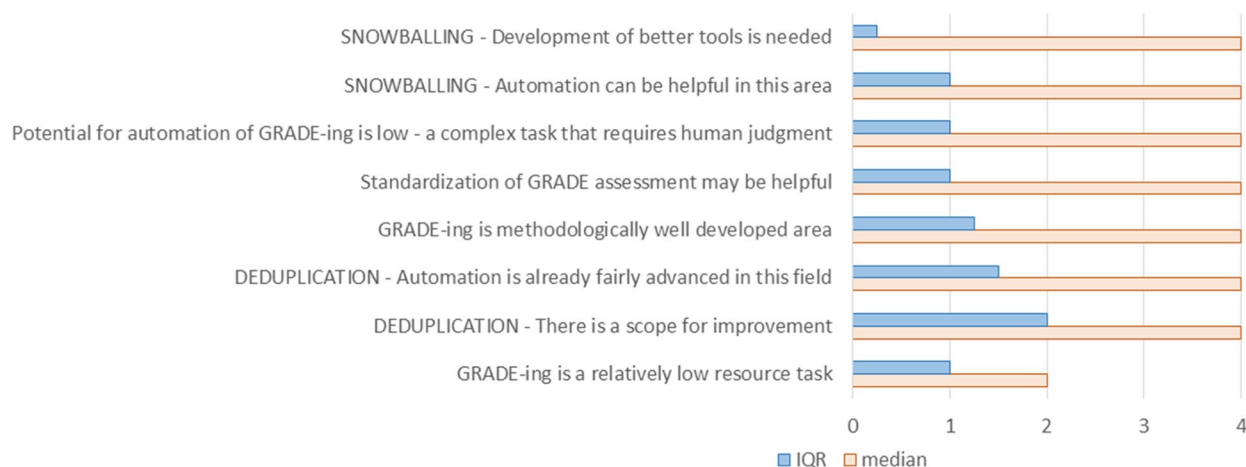 SNOWBALLING - Development of better tools is needed
SNOWBALLING - Automation can be helpful in this area
Potential for automation of GRADE-ing is low - a complex task that requires human judgment
Standardization of GRADE assessment may be helpful
GRADE-ing is methodologically well developed area
DEDUPLICATION - Automation is already fairly advanced in this field
DEDUPLICATION - There is a scope for improvement
GRADE-ing is a relatively low resource task
0 1 2 3 4
IQR median